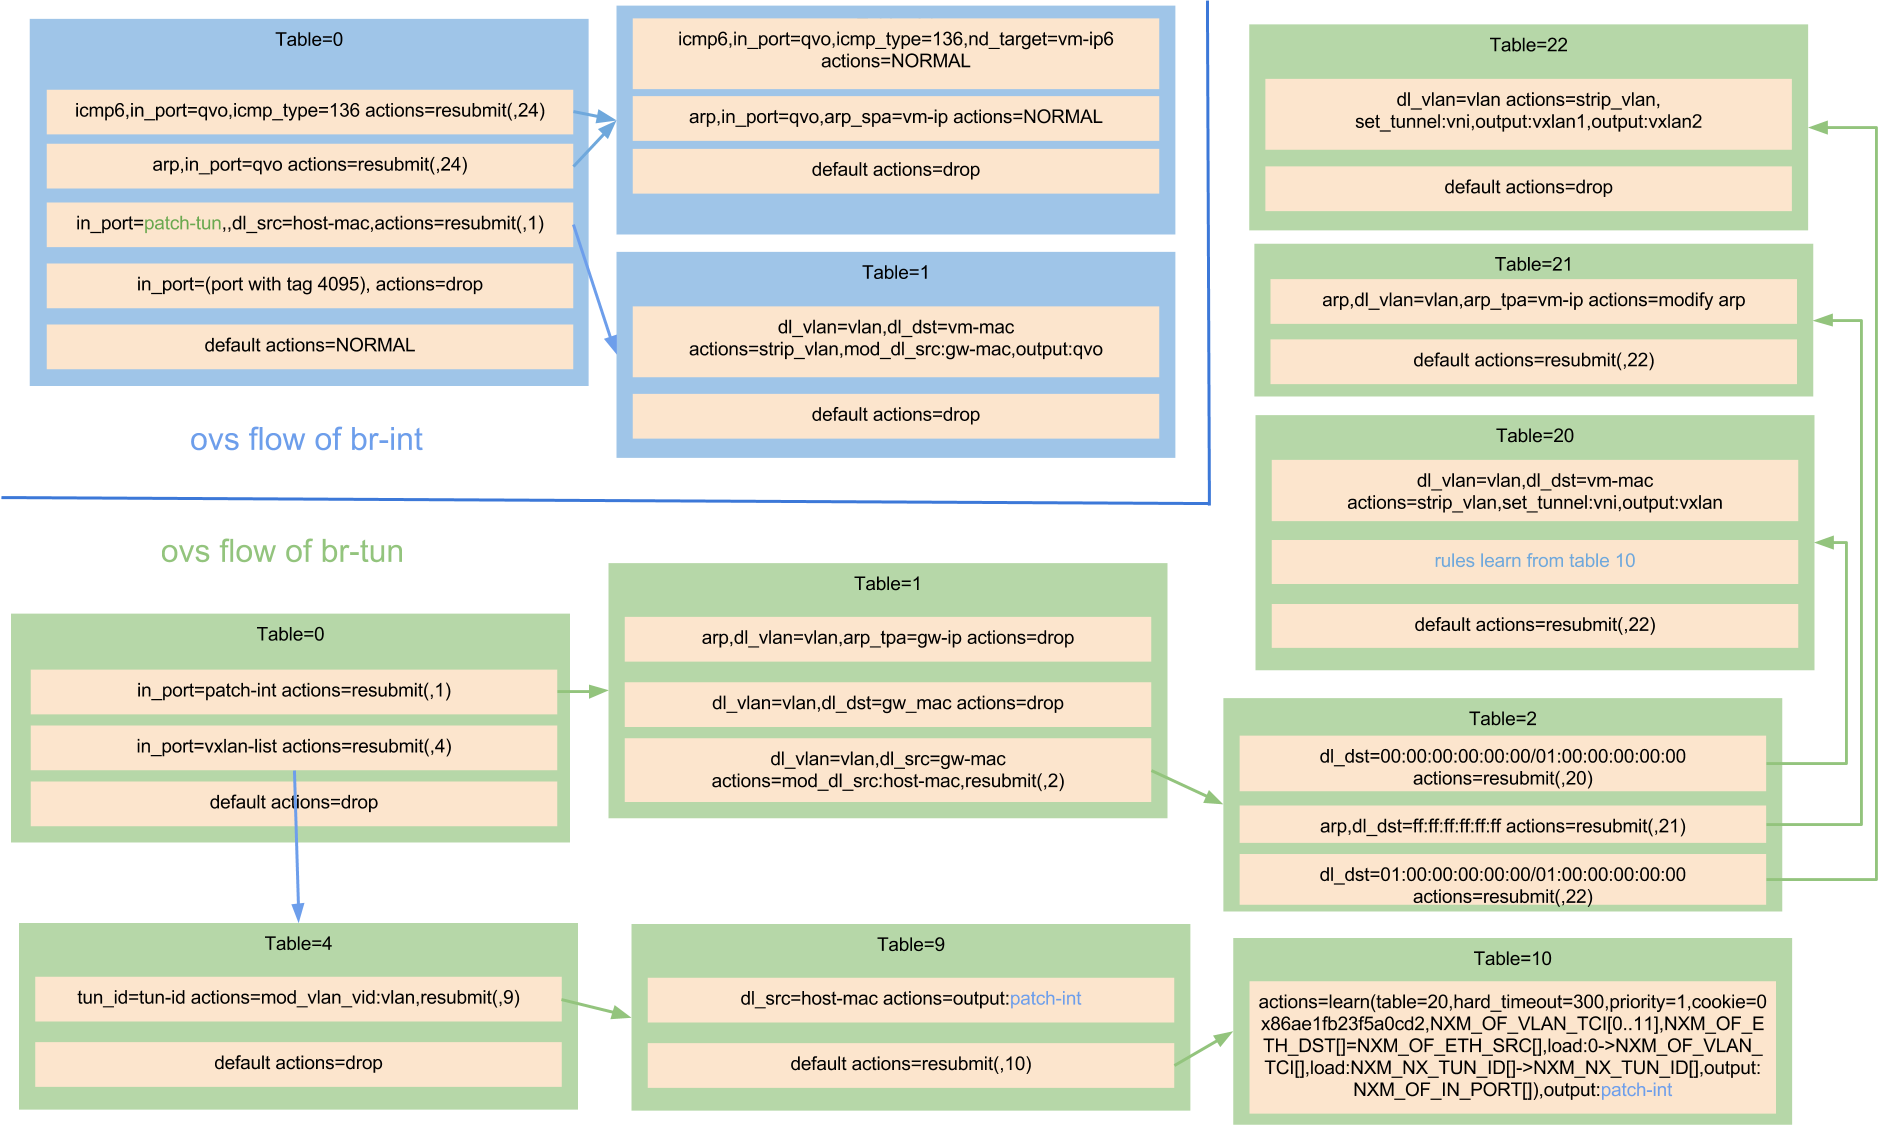 Table=0
icmp6,in_port=qvo,icmp_type=136 actions=resubmit(,24)
arp,in_port=qvo actions=resubmit(,24)
in_port=patch-tun,,dl_src=host-mac,actions=resubmit(,1)
in_port=(port with tag 4095), actions=drop
default actions=NORMAL
icmp6,in_port=qvo,icmp_type=136,nd_target=vm-ip6
actions=NORMAL
arp,in_port=qvo,arp_spa=vm-ip actions=NORMAL
default actions=drop
Table=1
dl_vlan=vlan,dl_dst=vm-mac
actions=strip_vlan,mod_dl_src:gw-mac,output:qvo
default actions=drop
ovs flow of br-int
Table=22
dl_vlan=vlan actions=strip_vlan,
set_tunnel:vni,output:vxlan1,output:vxlan2
default actions=drop
Table=21
arp,dl_vlan=vlan,arp_tpa=vm-ip actions=modify arp
default actions=resubmit(,22)
Table=20
dl_vlan=vlan,dl_dst=vm-mac
actions=strip_vlan,set_tunnel:vni,output:vxlan
rules learn from table 10
default actions=resubmit(,22)
ovs flow of br-tun
Table=0
in_port=patch-int actions=resubmit(,1)
in_port=vxlan-list actions=resubmit(,4)
default actions=drop
Table=1
arp,dl_vlan=vlan,arp_tpa=gw-ip actions=drop
dl_vlan=vlan,dl_dst=gw_mac actions=drop
dl_vlan=vlan,dl_src=gw-mac
actions=mod_dl_src:host-mac,resubmit(,2)
Table=2
dl_dst=00:00:00:00:00:00/01:00:00:00:00:00
actions=resubmit(,20)
arp,dl_dst=ff:ff:ff:ff:ff:ff actions=resubmit(,21)
dl_dst=01:00:00:00:00:00/01:00:00:00:00:00
actions=resubmit(,22)
Table=4
tun_id=tun-id actions=mod_vlan_vid:vlan,resubmit(,9)
default actions=drop
Table=9
dl_src=host-mac actions=output:patch-int
default actions=resubmit(,10)
Table=10
actions=learn(table=20,hard_timeout=300,priority=1,cookie=0
x86ae1fb23f5a0cd2,NXM_OF_VLAN_TCI[0..11],NXM_OF_E
TH_DST[]=NXM_OF_ETH_SRC[],load:0->NXM_OF_VLAN_
TCI[],load:NXM_NX_TUN_ID[]->NXM_NX_TUN_ID[],output:
NXM_OF_IN_PORT[]),output:patch-int